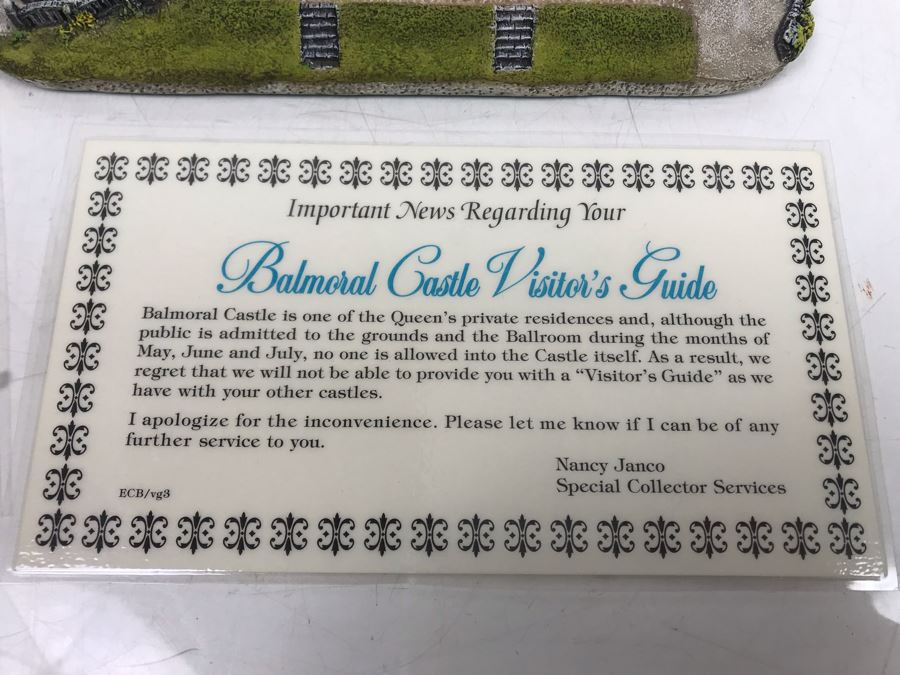 Important News Regarding Your
Balmoral Castle Visitor's Guide
Balmoral Castle is one of the Queen's private residences and, although the
public is admitted to the grounds and the Ballroom during the months of
May, June and July, no one is allowed into the Castle itself. As a result, we
regret that we will not be able to provide you with a “Visitor's Guide” as we
have with your other castles.
I apologize for the inconvenience. Please let me know if I can be of any
further service to you.
Nancy Janco
Special Collector Services
ECB/vg3